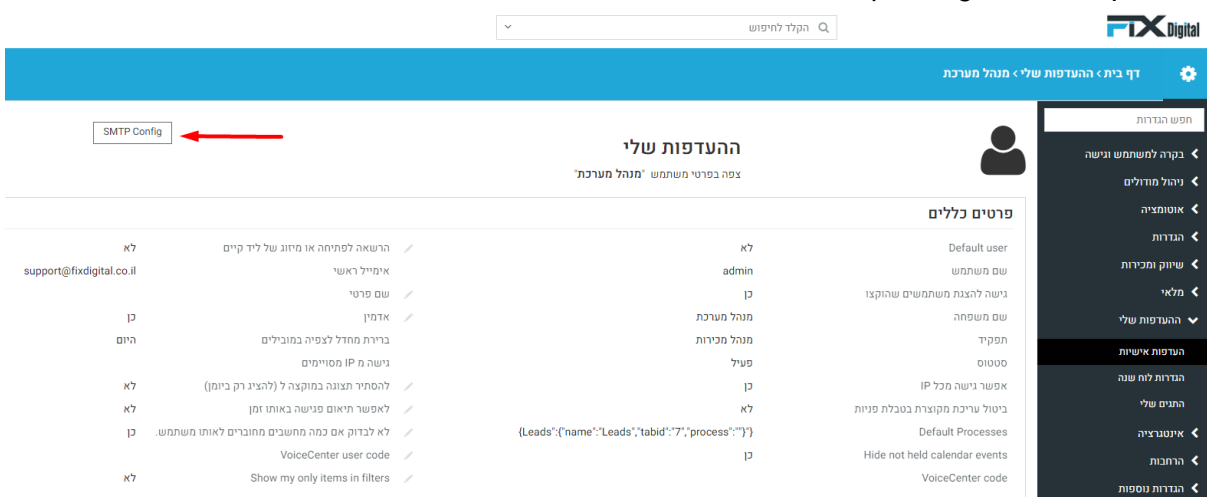 FIX Digital
הקלד לחיפוש
דף בית > ההעדפות שלי > מנהל מערכת
חפש הגדרות
בקרה למשתמש וגישה
ניהול מודולים
אוטומציה
הגדרות
שיווק ומכירות
מלאי
ההעדפות שלי
העדפות אישיות
הגדרות לוח שנה
התגים שלי
אינטגרציה
הרחבות
הגדרות נוספות
ההעדפות שלי
צפה בפרטי משתמש "מנהל מערכת"
SMTP Config
פרטים כללים
Default user לא הרשאה לפתיחה או מיזוג של ליד קיים לא
שם משתמש admin אימייל ראשי support@fixdigital.co.il
גישה להצגת משתמשים שהוקצו כן שם פרטי
שם משפחה מנהל מערכת אדמין כן
תפקיד מנהל מכירות ברירת מחדל לצפיה במובילים היום
סטטוס פעיל גישה מ IP מסויימים
אפשר גישה מכל IP כן להסתיר תצוגה במוקצה ל (להציג רק ביומן) לא
ביטול עריכת מקוצרת בטבלת פניות לא לאפשר תיאום פגישה באותו זמן לא
Default Processes {Leads":{"name":"Leads","tabid":"7","process":""}"} לא לבדוק אם כמה מחשבים מחוברים לאותו משתמש. כן
Hide not held calendar events כן VoiceCenter user code
VoiceCenter code Show my only items in filters לא